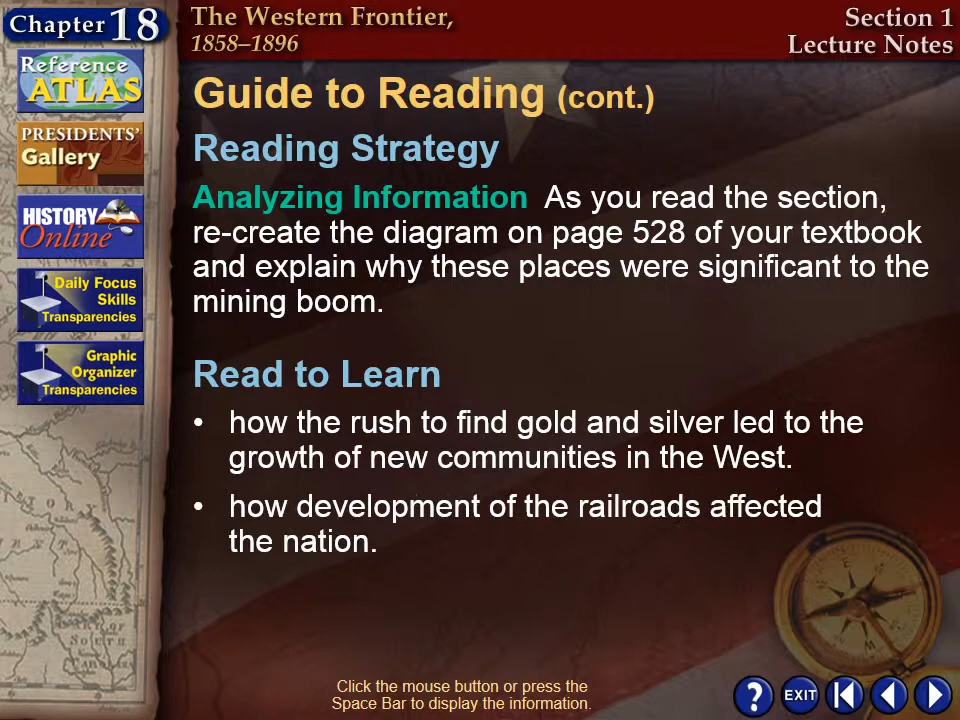 Chapter 18
The Western Frontier,
1858–1896
Section 1
Lecture Notes
Reference
ATLAS
PRESIDENTS'
Gallery
HISTORY
Online
Daily Focus
Skills
Transparencies
Graphic
Organizer
Transparencies
Guide to Reading (cont.)
Reading Strategy
Analyzing Information As you read the section,
re-create the diagram on page 528 of your textbook
and explain why these places were significant to the
mining boom.
Read to Learn
• how the rush to find gold and silver led to the
growth of new communities in the West.
• how development of the railroads affected
the nation.
Click the mouse button or press the
Space Bar to display the information.
?
EXIT